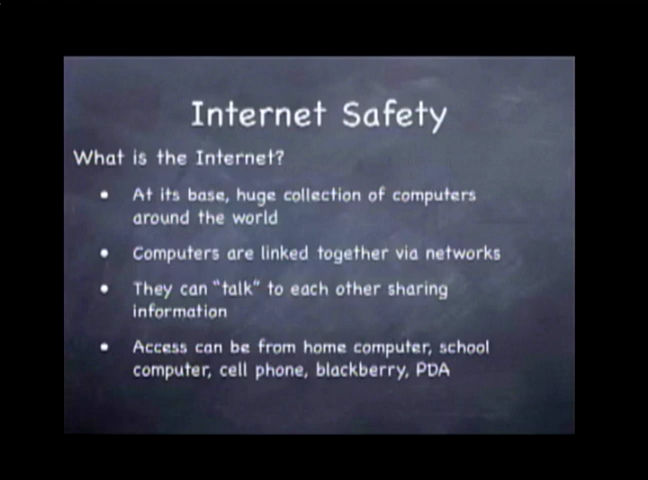 Internet Safety
What is the Internet?
• At its base, huge collection of computers
around the world
• Computers are linked together via networks
• They can "talk" to each other sharing
information
• Access can be from home computer, school
computer, cell phone, blackberry, PDA